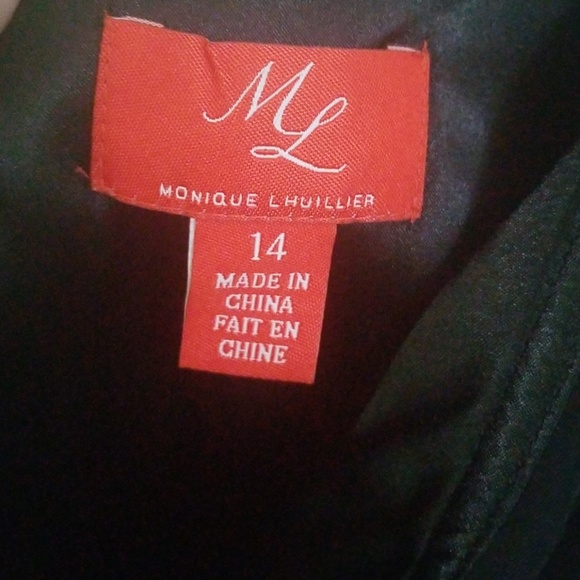 ML
MONIQUE LHUILLIER
14
MADE IN
CHINA
FAIT EN
CHINE